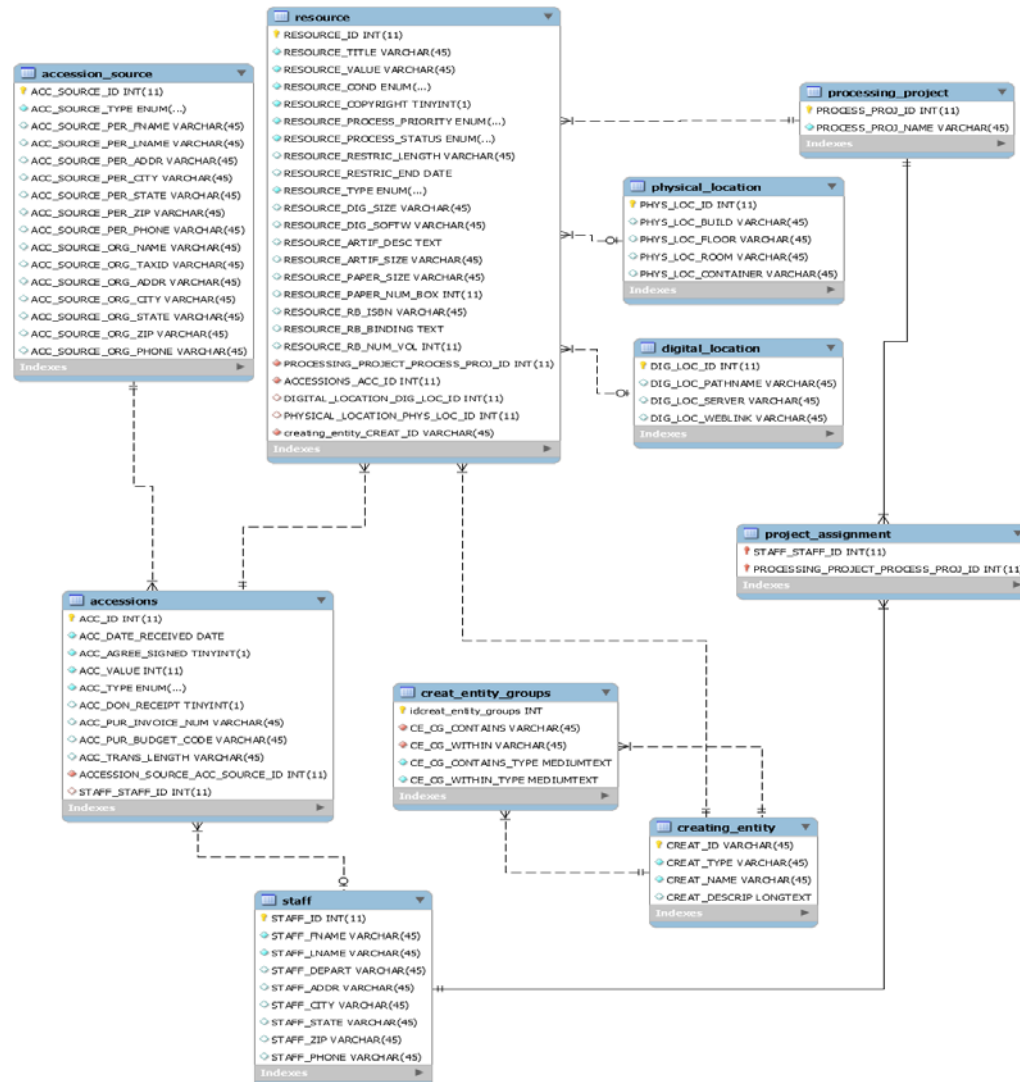 resource
RESOURCE_ID INT(11)
RESOURCE_TITLE VARCHAR(45)
RESOURCE_VALUE VARCHAR(45)
RESOURCE_COND ENUM(...)
RESOURCE_COPYRIGHT TINYINT(1)
RESOURCE_PROCESS_PRIORITY ENUM(...)
RESOURCE_PROCESS_STATUS ENUM(...)
RESOURCE_RESTRIC_LENGTH VARCHAR(45)
RESOURCE_RESTRIC_END DATE
RESOURCE_TYPE ENUM(...)
RESOURCE_DIG_SIZE VARCHAR(45)
RESOURCE_DIG_SOFTW VARCHAR(45)
RESOURCE_ARTIF_DESC TEXT
RESOURCE_ARTIF_SIZE VARCHAR(45)
RESOURCE_PAPER_SIZE VARCHAR(45)
RESOURCE_PAPER_NUM_BOX INT(11)
RESOURCE_RB_ISBN VARCHAR(45)
RESOURCE_RB_BINDING TEXT
RESOURCE_RB_NUM_VOL INT(11)
PROCESSING_PROJECT_PROCESS_PROJ_ID INT(11)
ACCESSIONS_ACC_ID INT(11)
DIGITAL_LOCATION_DIG_LOC_ID INT(11)
PHYSICAL_LOCATION_PHYS_LOC_ID INT(11)
creating_entity_CREAT_ID VARCHAR(45)
Indexes
accession_source
ACC_SOURCE_ID INT(11)
ACC_SOURCE_TYPE ENUM(...)
ACC_SOURCE_PER_FNAME VARCHAR(45)
ACC_SOURCE_PER_LNAME VARCHAR(45)
ACC_SOURCE_PER_ADDR VARCHAR(45)
ACC_SOURCE_PER_CITY VARCHAR(45)
ACC_SOURCE_PER_STATE VARCHAR(45)
ACC_SOURCE_PER_ZIP VARCHAR(45)
ACC_SOURCE_PER_PHONE VARCHAR(45)
ACC_SOURCE_ORG_NAME VARCHAR(45)
ACC_SOURCE_ORG_TAXID VARCHAR(45)
ACC_SOURCE_ORG_ADDR VARCHAR(45)
ACC_SOURCE_ORG_CITY VARCHAR(45)
ACC_SOURCE_ORG_STATE VARCHAR(45)
ACC_SOURCE_ORG_ZIP VARCHAR(45)
ACC_SOURCE_ORG_PHONE VARCHAR(45)
Indexes
processing_project
PROCESS_PROJ_ID INT(11)
PROCESS_PROJ_NAME VARCHAR(45)
Indexes
physical_location
PHYS_LOC_ID INT(11)
PHYS_LOC_BUILD VARCHAR(45)
PHYS_LOC_FLOOR VARCHAR(45)
PHYS_LOC_ROOM VARCHAR(45)
PHYS_LOC_CONTAINER VARCHAR(45)
Indexes
digital_location
DIG_LOC_ID INT(11)
DIG_LOC_PATHNAME VARCHAR(45)
DIG_LOC_SERVER VARCHAR(45)
DIG_LOC_WEBLINK VARCHAR(45)
Indexes
project_assignment
STAFF_STAFF_ID INT(11)
PROCESSING_PROJECT_PROCESS_PROJ_ID INT(11)
Indexes
accessions
ACC_ID INT(11)
ACC_DATE_RECEIVED DATE
ACC_AGREE_SIGNED TINYINT(1)
ACC_VALUE INT(11)
ACC_TYPE ENUM(...)
ACC_DON_RECEIPT TINYINT(1)
ACC_PUR_INVOICE_NUM VARCHAR(45)
ACC_PUR_BUDGET_CODE VARCHAR(45)
ACC_TRANS_LENGTH VARCHAR(45)
ACCESSION_SOURCE_ACC_SOURCE_ID INT(11)
STAFF_STAFF_ID INT(11)
Indexes
creat_entity_groups
idcreat_entity_groups INT
CE_CG_CONTAINS VARCHAR(45)
CE_CG_WITHIN VARCHAR(45)
CE_CG_CONTAINS_TYPE MEDIUMTEXT
CE_CG_WITHIN_TYPE MEDIUMTEXT
Indexes
creating_entity
CREAT_ID VARCHAR(45)
CREAT_TYPE VARCHAR(45)
CREAT_NAME VARCHAR(45)
CREAT_DESCRIP LONGTEXT
Indexes
staff
STAFF_ID INT(11)
STAFF_FNAME VARCHAR(45)
STAFF_LNAME VARCHAR(45)
STAFF_DEPART VARCHAR(45)
STAFF_ADDR VARCHAR(45)
STAFF_CITY VARCHAR(45)
STAFF_STATE VARCHAR(45)
STAFF_ZIP VARCHAR(45)
STAFF_PHONE VARCHAR(45)
Indexes